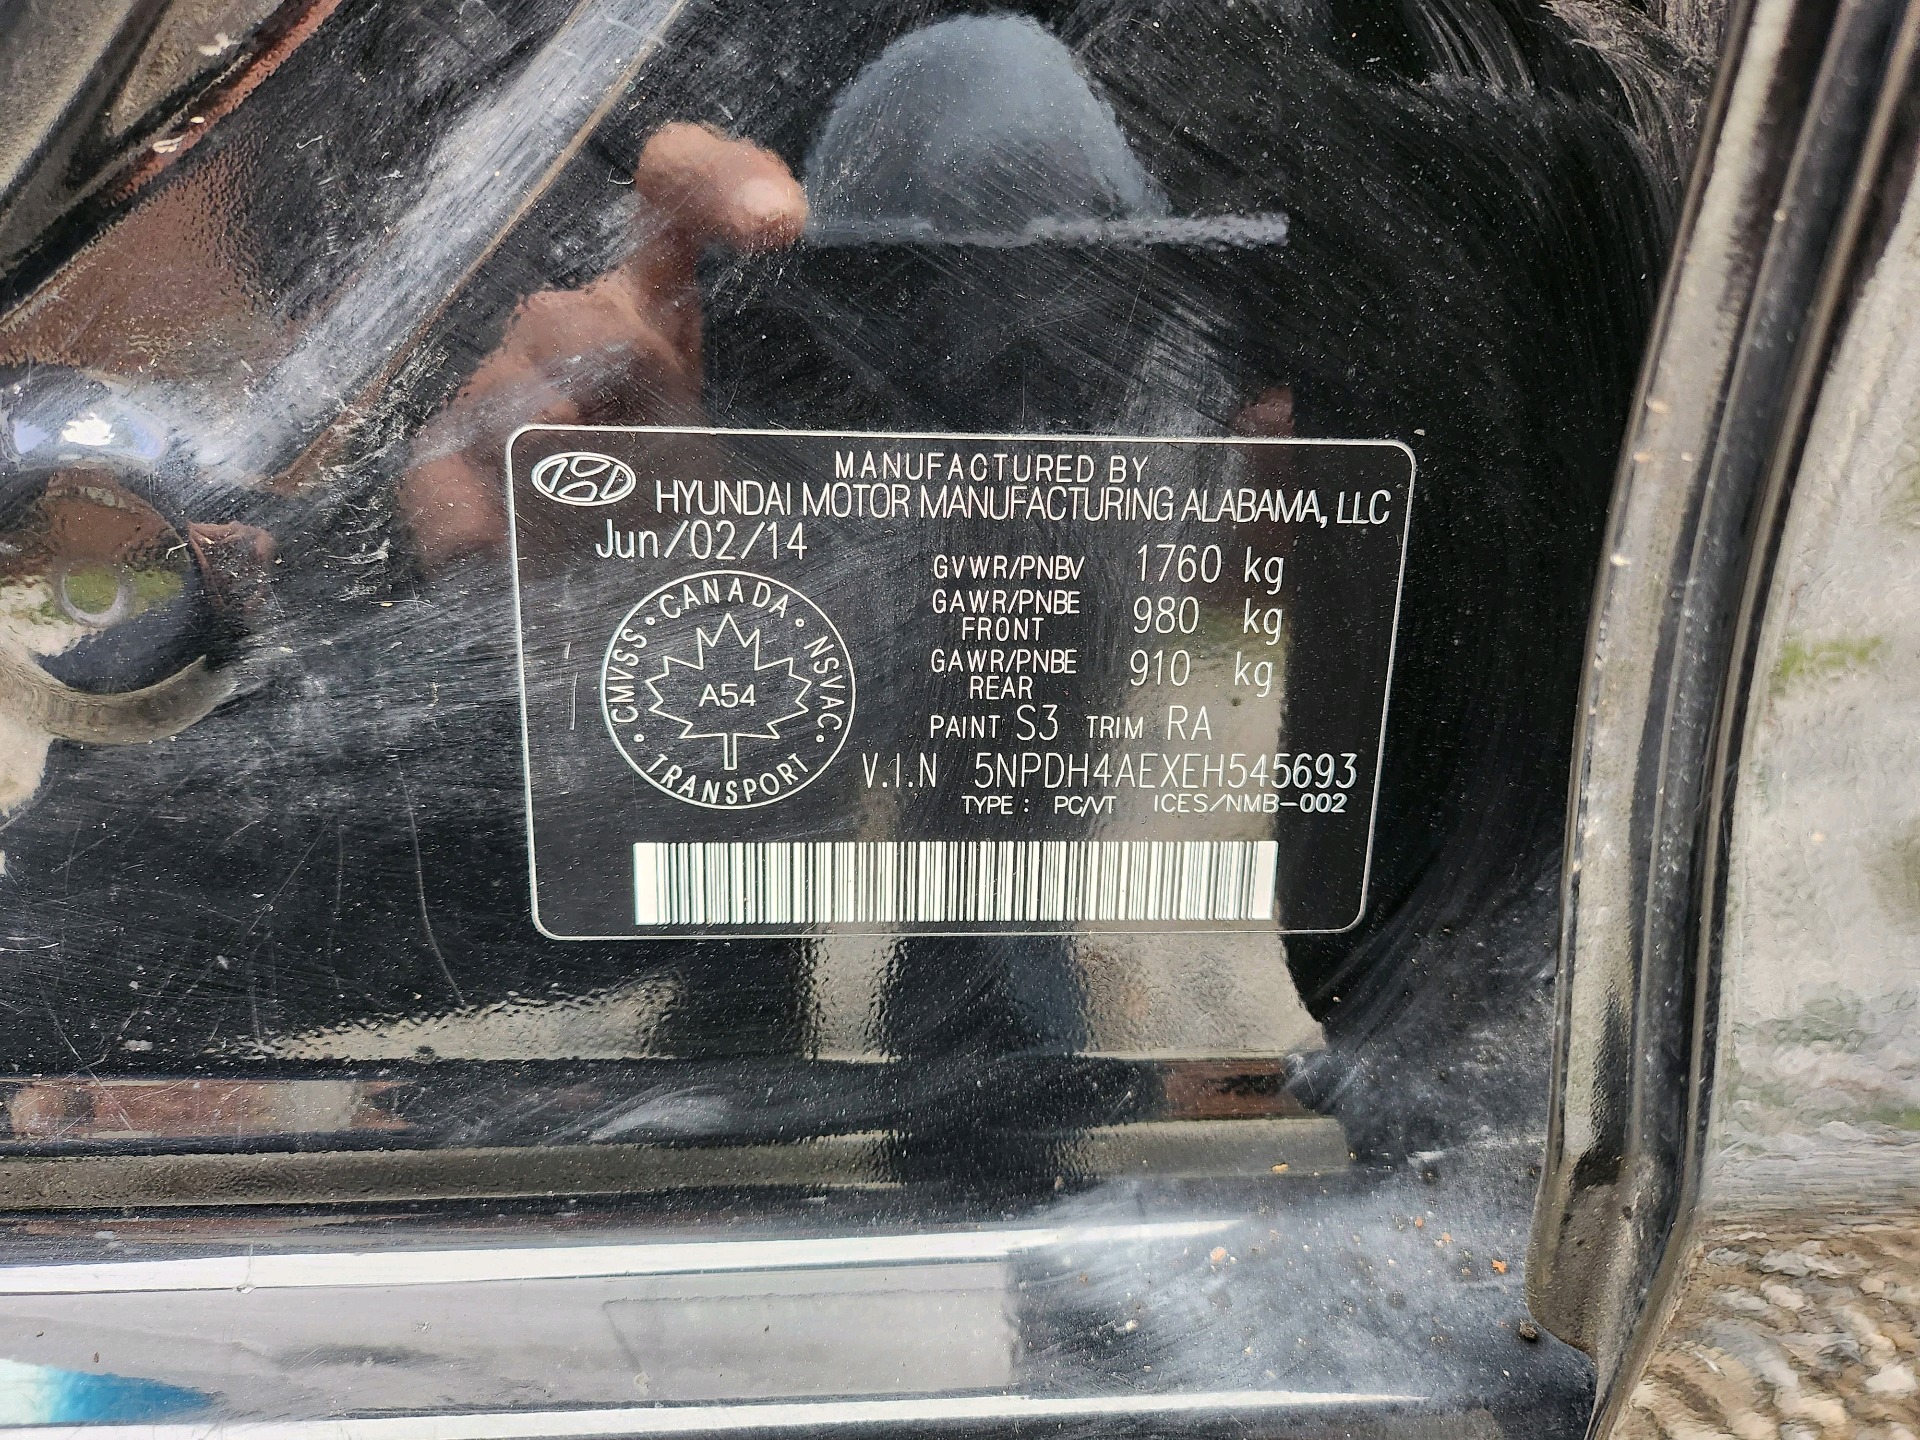 MANUFACTURED BY
HYUNDAI MOTOR MANUFACTURING ALABAMA, LLC
Jun/02/14
GVWR/PNBV 1760 kg
GAWR/PNBE FRONT 980 kg
GAWR/PNBE REAR 910 kg
PAINT S3 TRIM RA
V.I.N 5NPDH4AEXEH545693
TYPE : PC/VT ICES/NMB-002
CANADA
CMVSS • NSVAC
A54
TRANSPORT